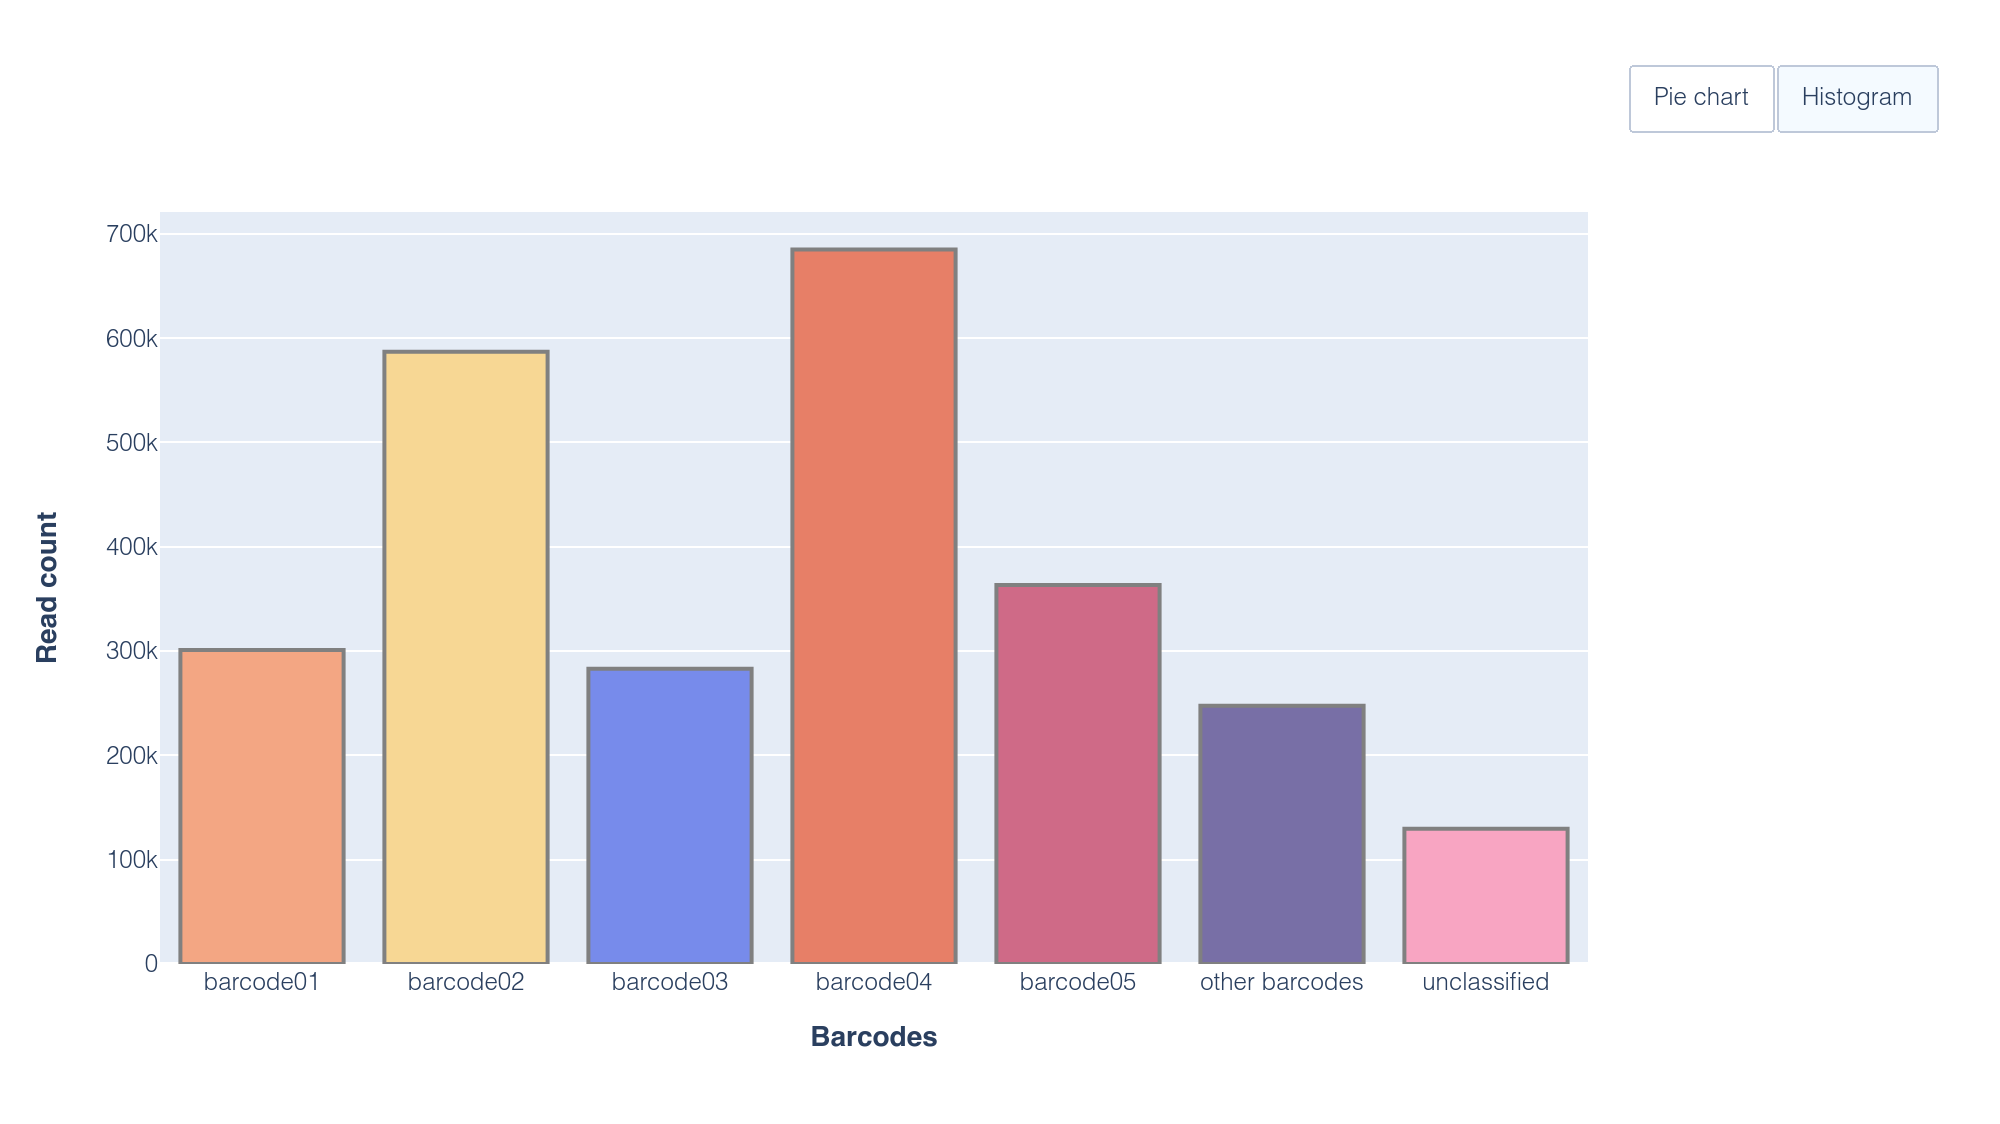 Pie chart
Histogram
700k
600k
500k
400k
300k
200k
100k
0
Read count
barcode01
barcode02
barcode03
barcode04
barcode05
other barcodes
unclassified
Barcodes